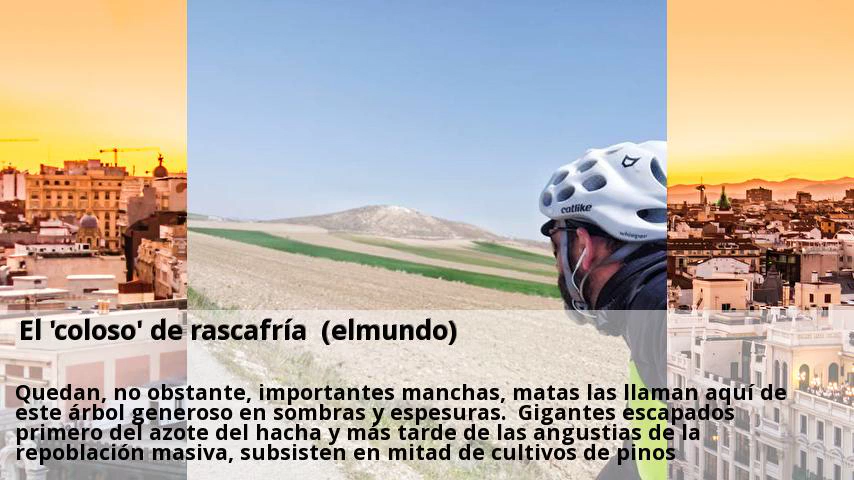 catlike
whisper
El 'coloso' de rascafría (elmundo)
Quedan, no obstante, importantes manchas, matas las llaman aquí de
este árbol generoso en sombras y espesuras. Gigantes escapados
primero del azote del hacha y más tarde de las angustias de la
repoblación masiva, subsisten en mitad de cultivos de pinos